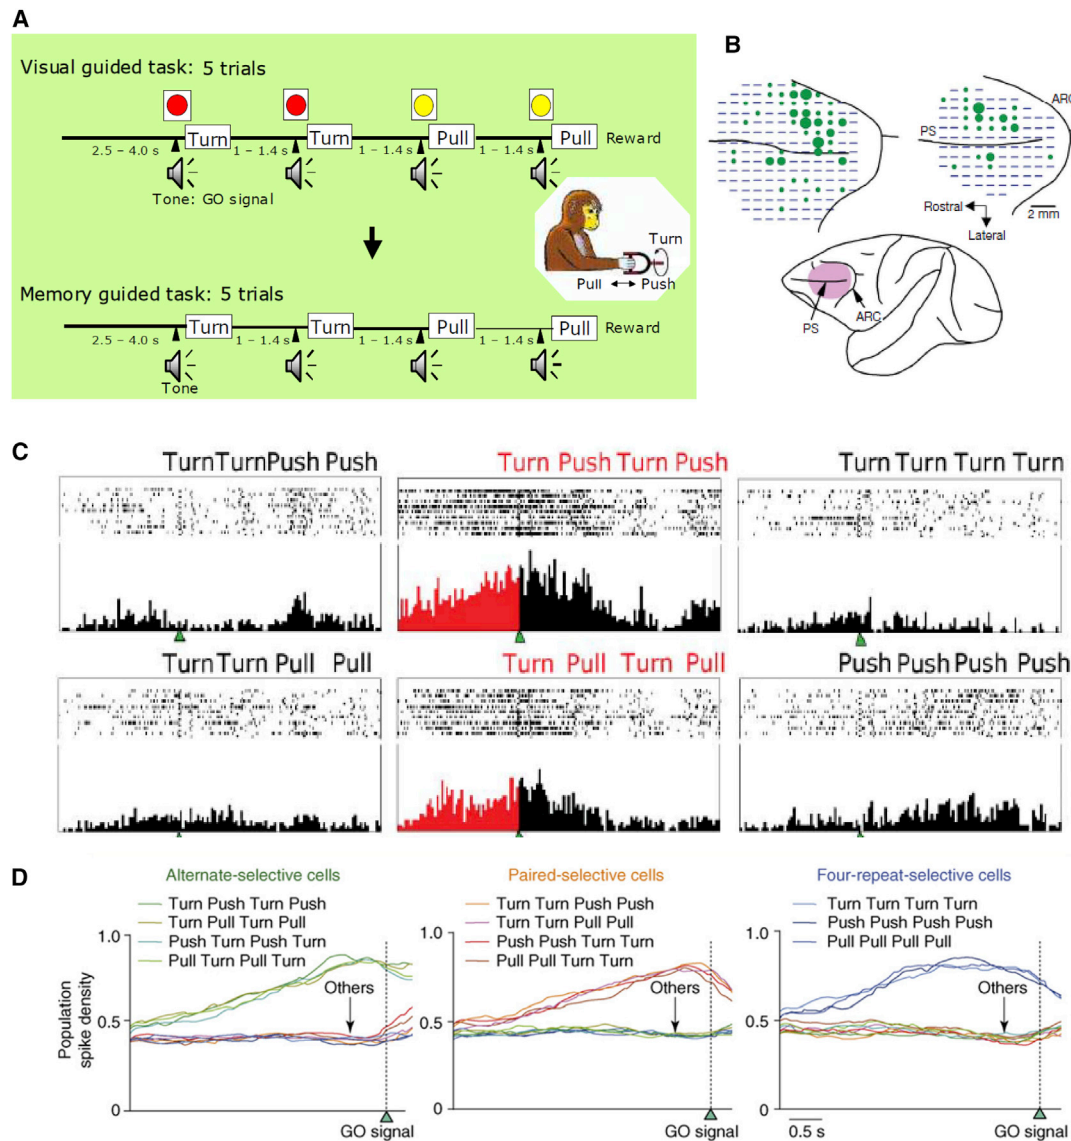 A
Visual guided task: 5 trials
Turn Turn Pull Pull Reward
2.5 – 4.0 s 1 – 1.4 s 1 – 1.4 s 1 – 1.4 s
Tone: GO signal
Turn
Pull Push
Memory guided task: 5 trials
Turn Turn Pull Pull Reward
2.5 – 4.0 s 1 – 1.4 s 1 – 1.4 s 1 – 1.4 s
Tone
B
ARC
PS
Rostral
Lateral
2 mm
ARC
PS
C
TurnTurnPush Push
Turn Push Turn Push
Turn Turn Turn Turn
Turn Turn Pull Pull
Turn Pull Turn Pull
Push Push Push Push
D
Alternate-selective cells
Turn Push Turn Push
Turn Pull Turn Pull
Push Turn Push Turn
Pull Turn Pull Turn
Others
1.0
0.5
0
Population
spike density
GO signal
Paired-selective cells
Turn Turn Push Push
Turn Turn Pull Pull
Push Push Turn Turn
Pull Pull Turn Turn
Others
1.0
0.5
0
GO signal
Four-repeat-selective cells
Turn Turn Turn Turn
Push Push Push Push
Pull Pull Pull Pull
Others
1.0
0.5
0
0.5 s
GO signal